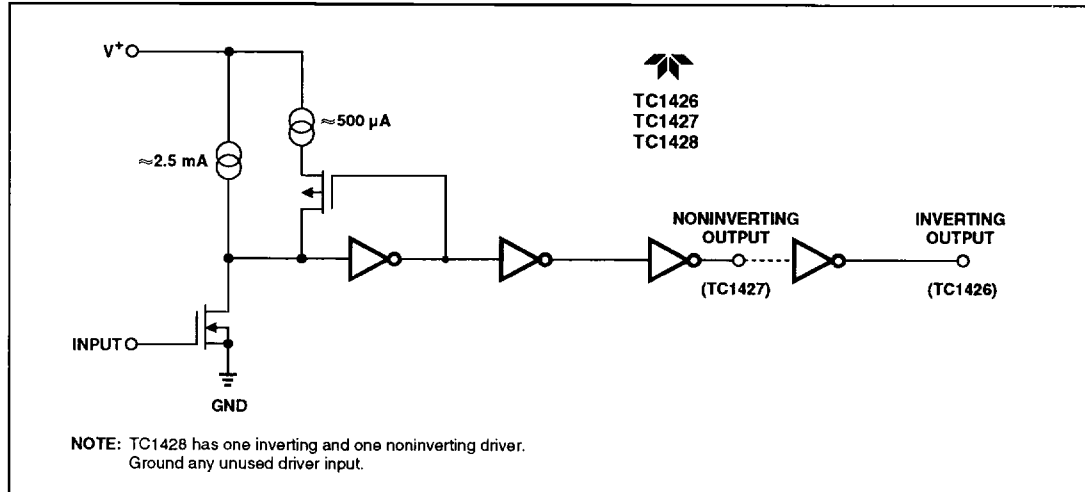 V+
TC1426
TC1427
TC1428
≈500 µA
≈2.5 mA
NONINVERTING
OUTPUT
INVERTING
OUTPUT
(TC1427)
(TC1426)
INPUT
GND
NOTE: TC1428 has one inverting and one noninverting driver.
Ground any unused driver input.